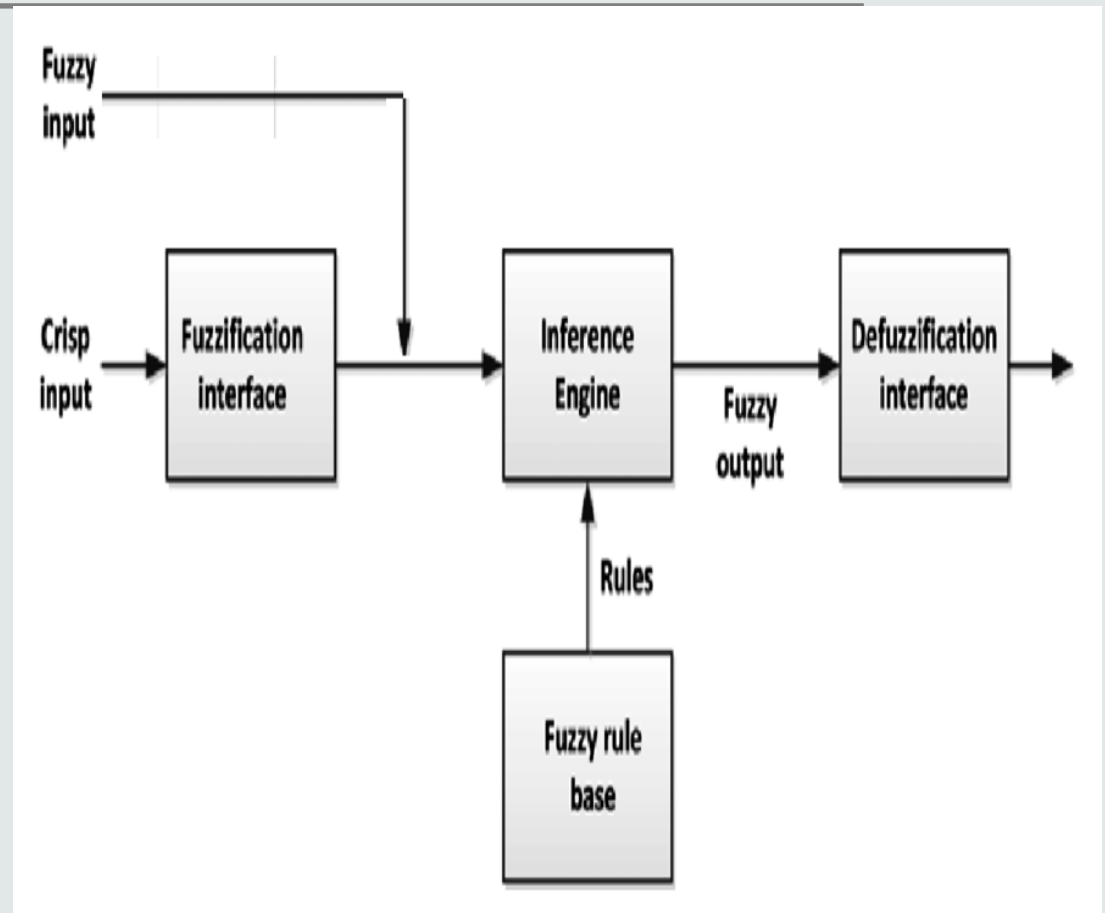 Fuzzy
input
Crisp
input
Fuzzification
interface
Inference
Engine
Fuzzy
output
Defuzzification
interface
Rules
Fuzzy rule
base